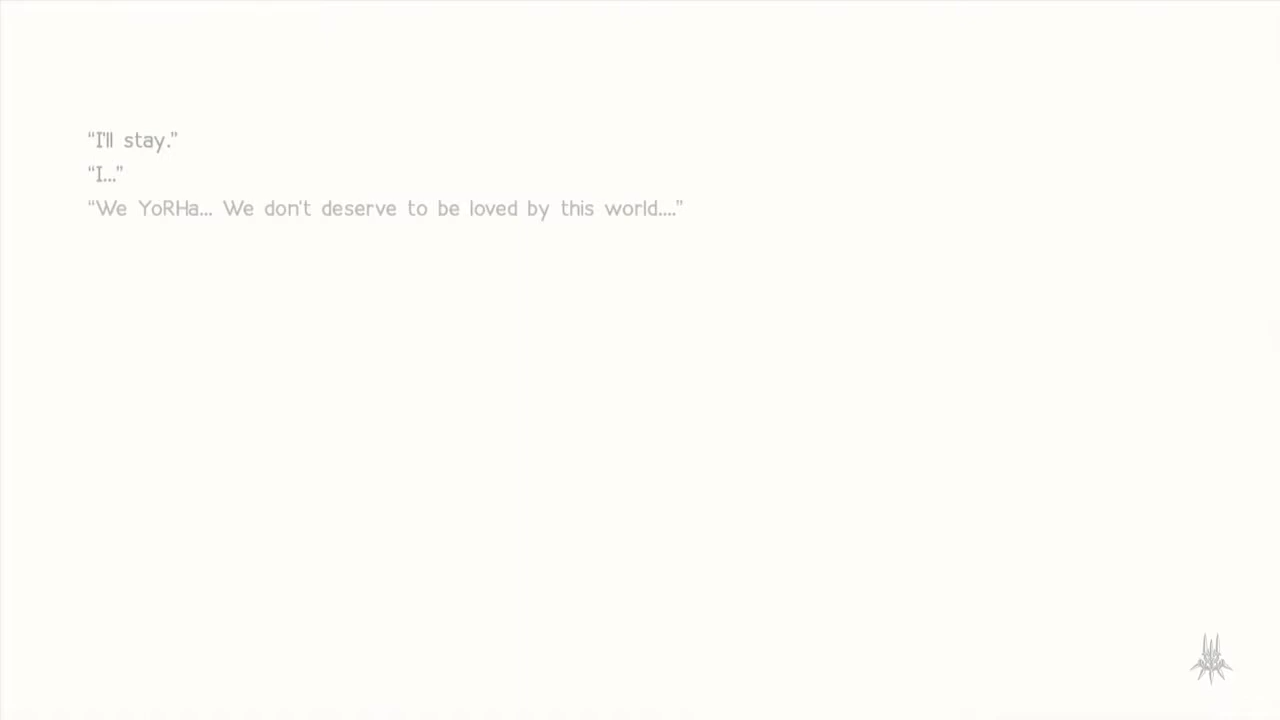 “I'll stay.”
“I...”
“We YoRHa... We don't deserve to be loved by this world....”